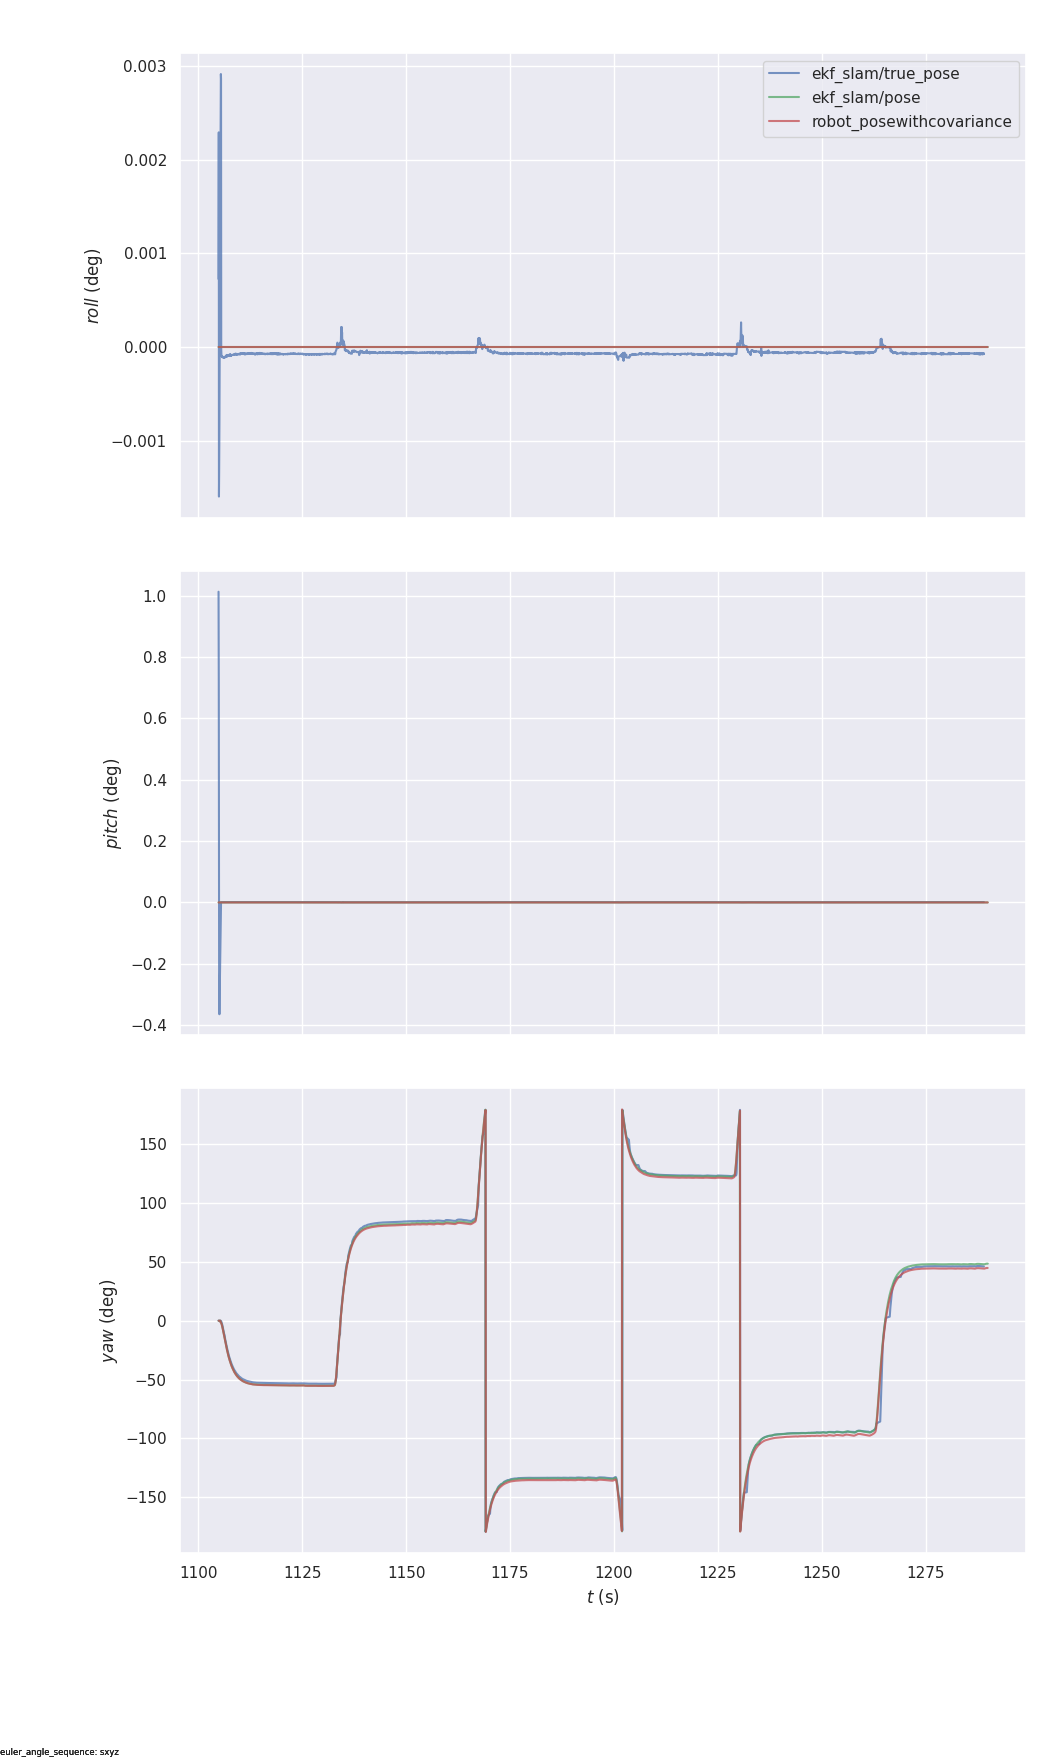 0.003
0.002
0.001
0.000
−0.001
roll (deg)
ekf_slam/true_pose
ekf_slam/pose
robot_posewithcovariance
1.0
0.8
0.6
0.4
0.2
0.0
−0.2
−0.4
pitch (deg)
150
100
50
0
−50
−100
−150
yaw (deg)
1100 1125 1150 1175 1200 1225 1250 1275
t (s)
euler_angle_sequence: sxyz